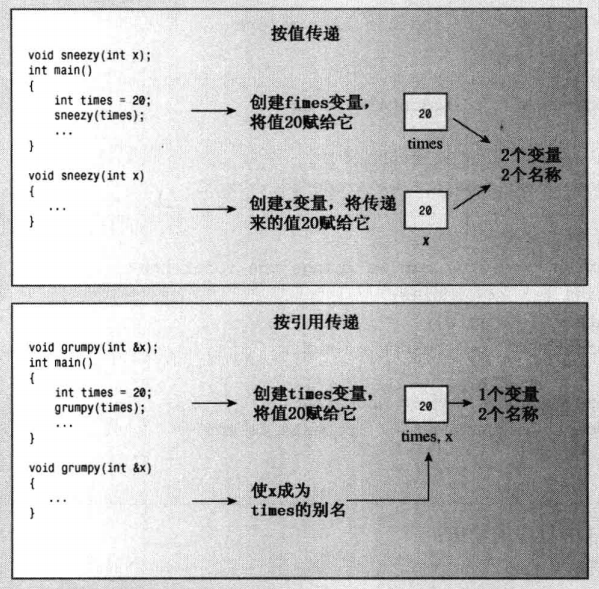 按值传递
void sneezy(int x);
int main()
{
int times = 20;
sneezy(times);
...
}
创建fimes变量，
将值20赋给它
20
times
2个变量
2个名称
void sneezy(int x)
{
...
}
创建x变量，将传递
来的值20赋给它
20
x
按引用传递
void grumpy(int &x);
int main()
{
int times = 20;
grumpy(times);
...
}
创建times变量，
将值20赋给它
20
times, x
1个变量
2个名称
void grumpy(int &x)
{
...
}
使x成为
times的别名